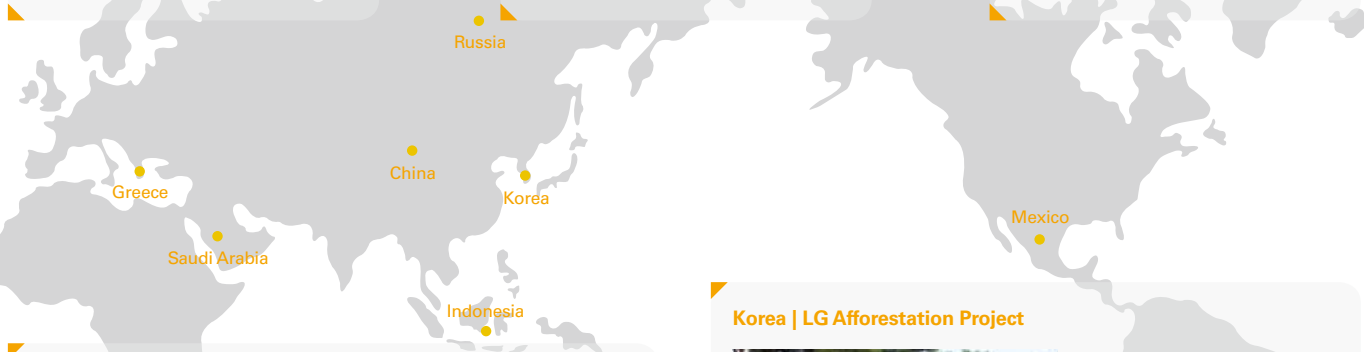 Russia
China
Greece
Korea
Mexico
Saudi Arabia
Indonesia
Korea | LG Afforestation Project